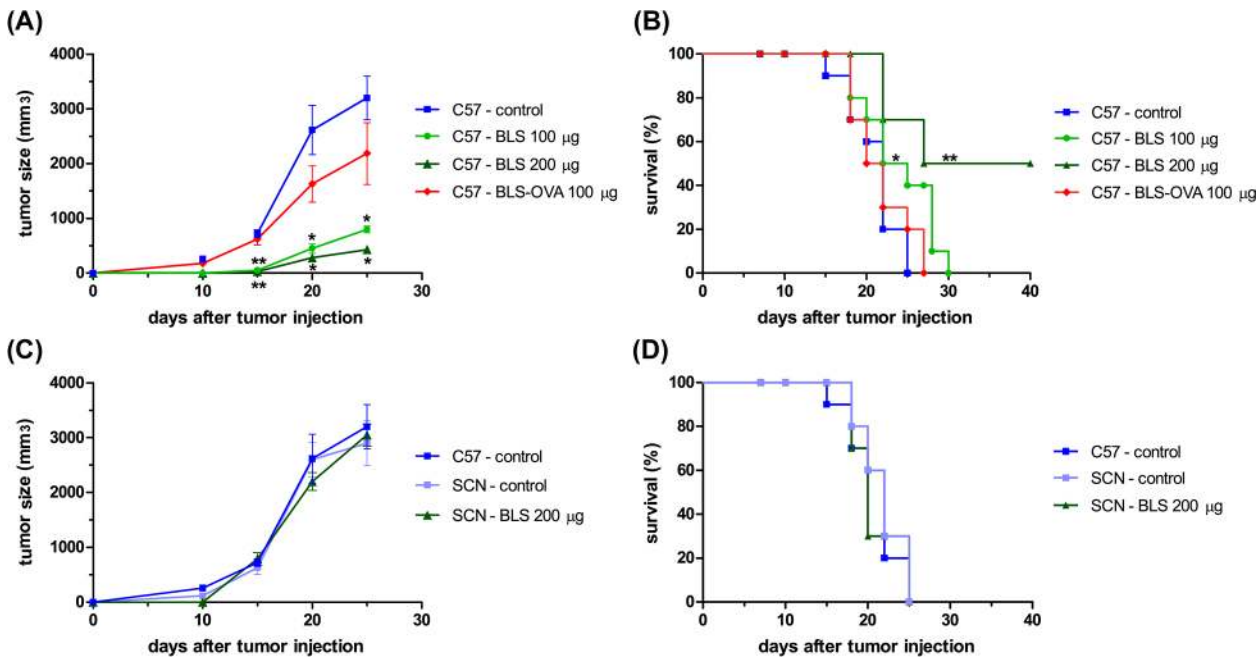 (A)
tumor size (mm3)
4000
3000
2000
1000
0
0 10 20 30
days after tumor injection
** ** * * * *
C57 - control
C57 - BLS 100 µg
C57 - BLS 200 µg
C57 - BLS-OVA 100 µg
(B)
survival (%)
100
80
60
40
20
0
0 10 20 30 40
days after tumor injection
* **
C57 - control
C57 - BLS 100 µg
C57 - BLS 200 µg
C57 - BLS-OVA 100 µg
(C)
tumor size (mm3)
4000
3000
2000
1000
0
0 10 20 30
days after tumor injection
C57 - control
SCN - control
SCN - BLS 200 µg
(D)
survival (%)
100
80
60
40
20
0
0 10 20 30 40
days after tumor injection
C57 - control
SCN - control
SCN - BLS 200 µg